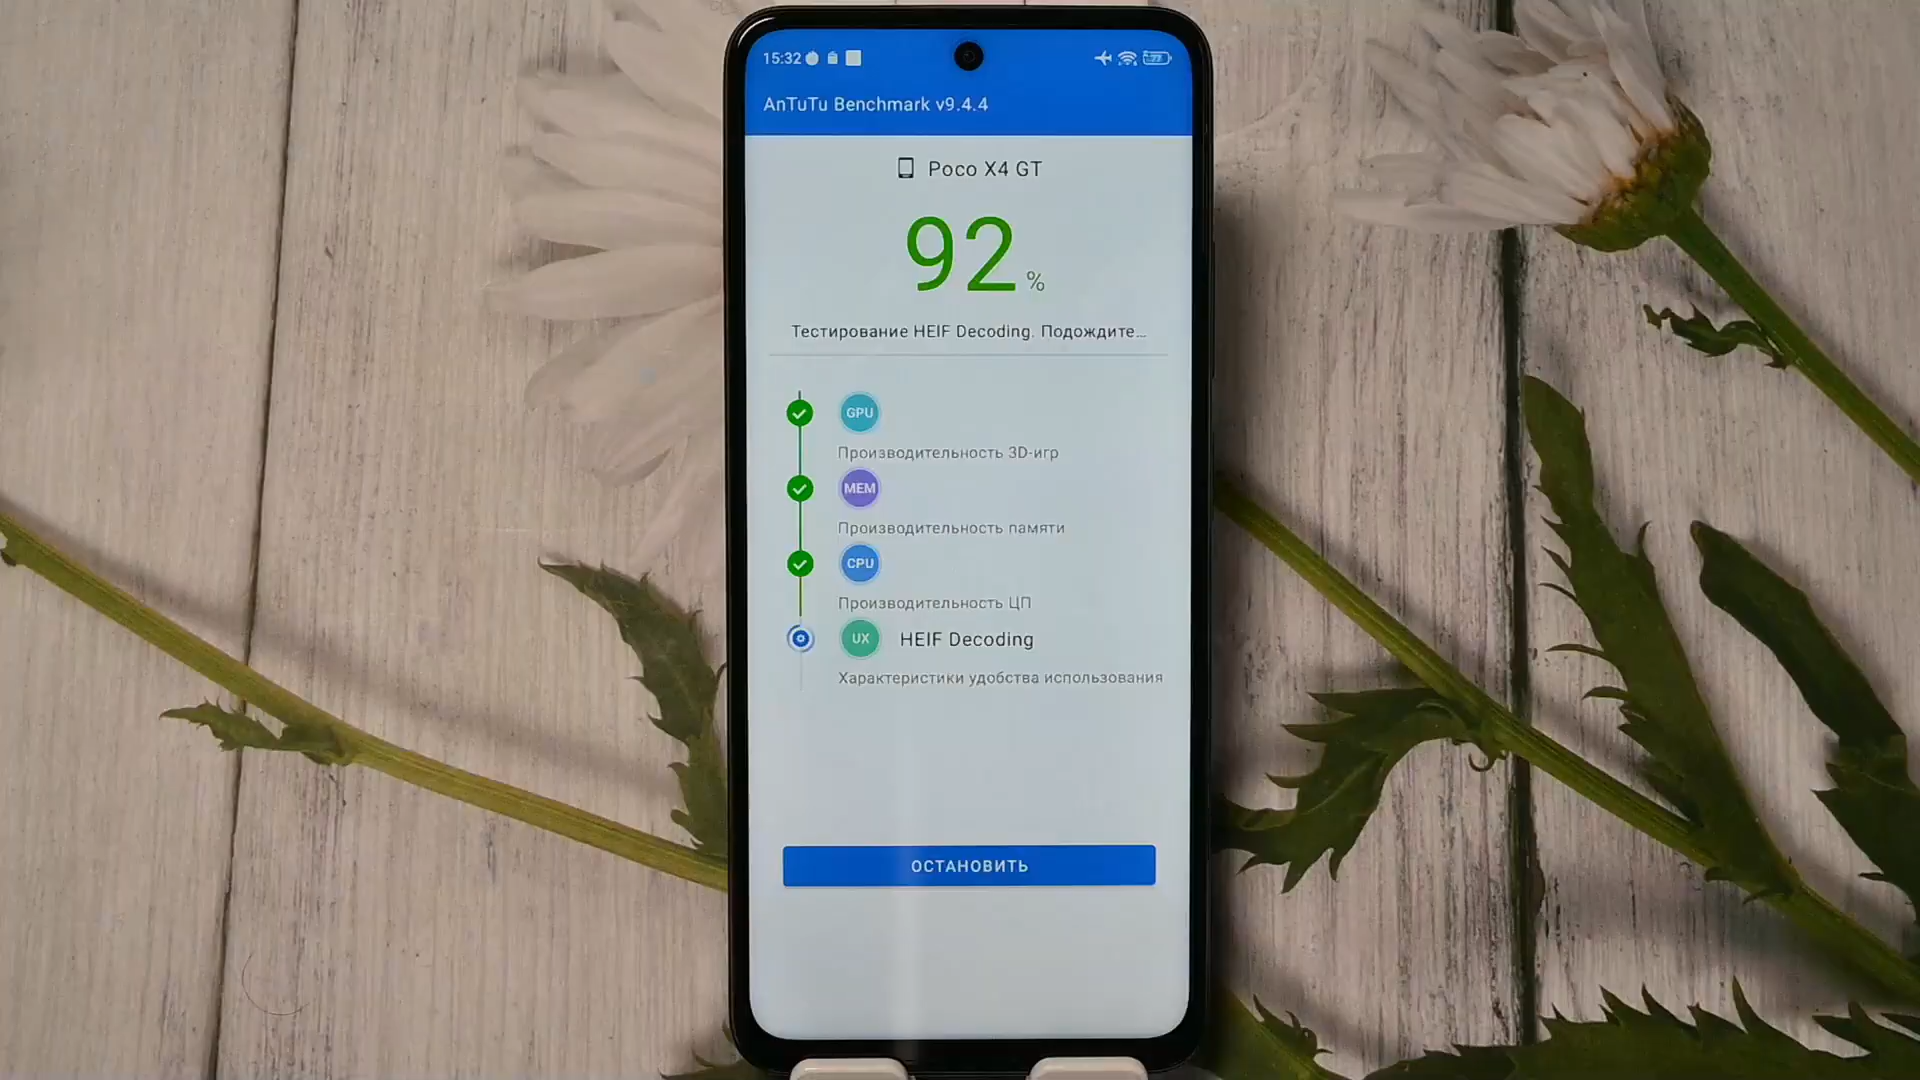 15:32
77
AnTuTu Benchmark v9.4.4
Poco X4 GT
92%
Тестирование HEIF Decoding. Подождите...
GPU
Производительность 3D-игр
MEM
Производительность памяти
CPU
Производительность ЦП
UX HEIF Decoding
Характеристики удобства использования
ОСТАНОВИТЬ